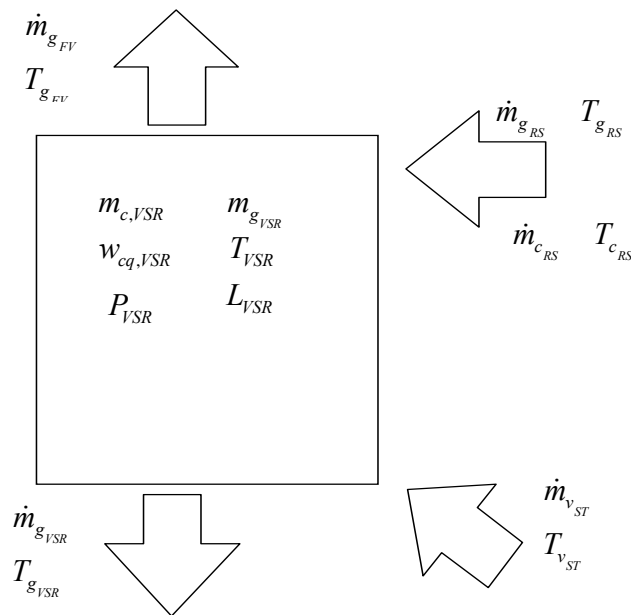 ṁ_{g_{FV}}
T_{g_{FV}}
ṁ_{g_{RS}} T_{g_{RS}}
m_{c,VSR} m_{g_{VSR}}
w_{cq,VSR} T_{VSR}
ṁ_{c_{RS}} T_{c_{RS}}
P_{VSR} L_{VSR}
ṁ_{g_{VSR}}
T_{g_{VSR}}
ṁ_{v_{ST}}
T_{v_{ST}}